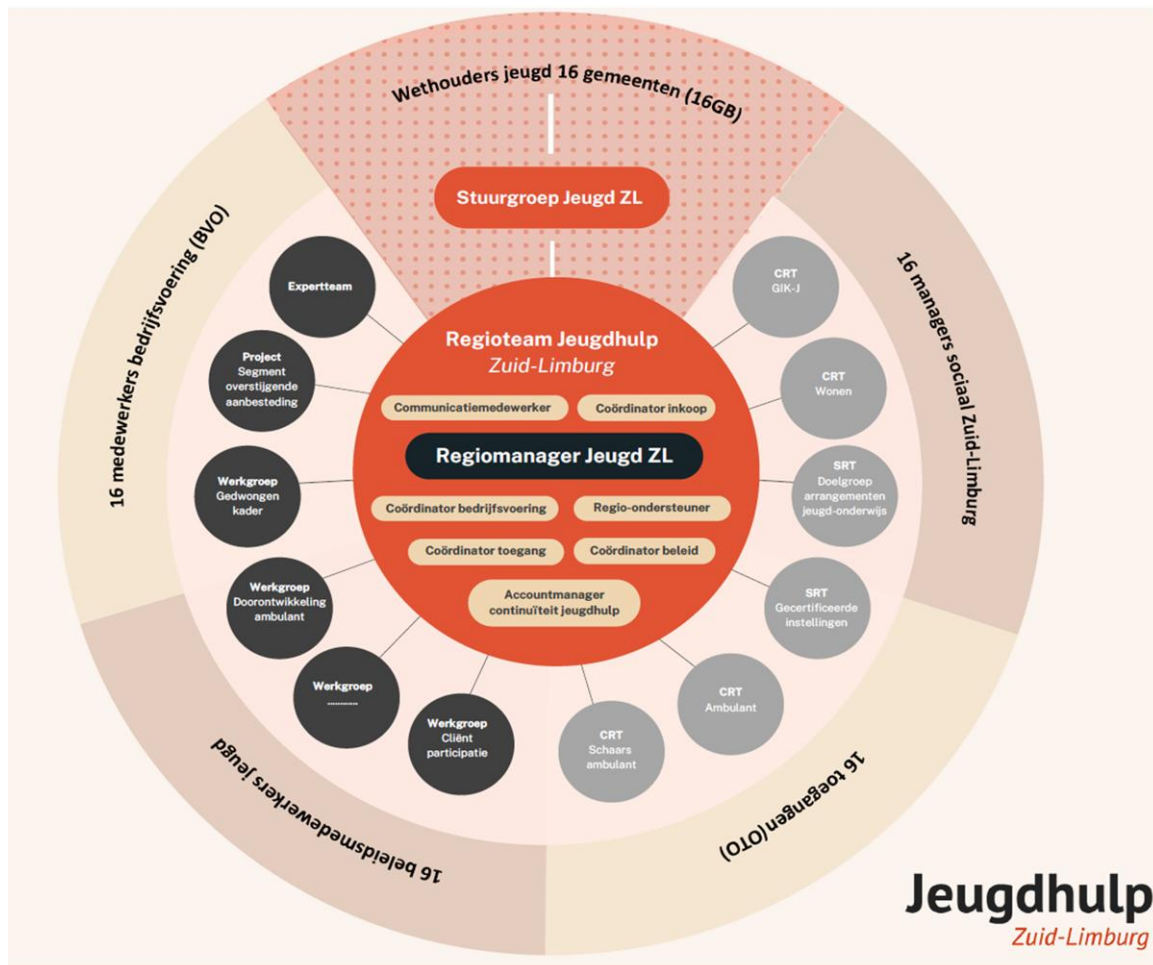 Wethouders jeugd 16 gemeenten (16GB)
Stuurgroep Jeugd ZL
16 medewerkers bedrijfsvoering (BVO)
16 managers sociaal Zuid-Limburg
Expertteam
Project
Segment
overstijgende
aanbesteding
Werkgroep
Gedwongen
kader
Werkgroep
Doorontwikkeling
ambulant
Werkgroep
............
Werkgroep
Cliënt
participatie
Regioteam Jeugdhulp
Zuid-Limburg
Communicatiemedewerker
Coördinator inkoop
Regiomanager Jeugd ZL
Coördinator bedrijfsvoering
Regio-ondersteuner
Coördinator toegang
Coördinator beleid
Accountmanager
continuïteit jeugdhulp
CRT
GIK-J
CRT
Wonen
SRT
Doelgroep
arrangementen
jeugd-onderwijs
SRT
Gecertificeerde
instellingen
CRT
Ambulant
CRT
Schaars
ambulant
16 beleidsmedewerkers jeugd
16 toegangen(OTO)
Jeugdhulp
Zuid-Limburg